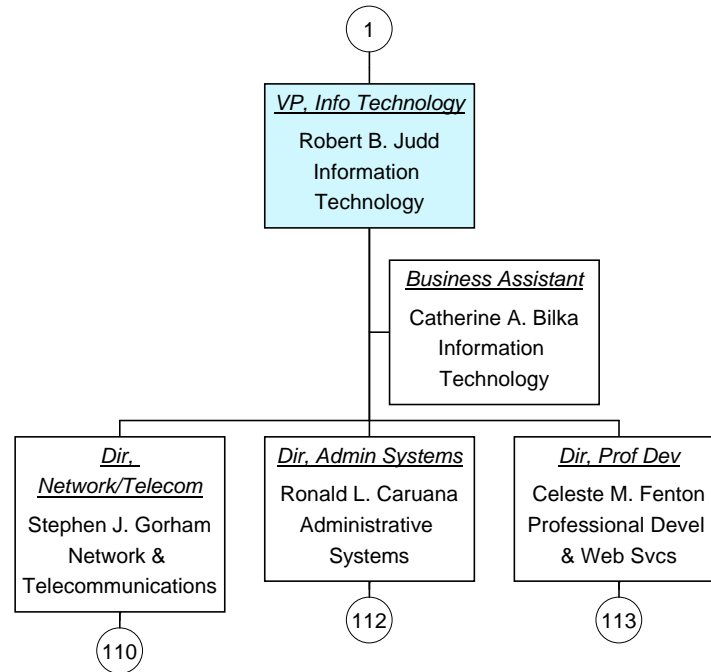 1
VP, Info Technology
Robert B. Judd
Information
Technology
Business Assistant
Catherine A. Bilka
Information
Technology
Dir,
Network/Telecom
Stephen J. Gorham
Network &
Telecommunications
Dir, Admin Systems
Ronald L. Caruana
Administrative
Systems
Dir, Prof Dev
Celeste M. Fenton
Professional Devel
& Web Svcs
110
112
113